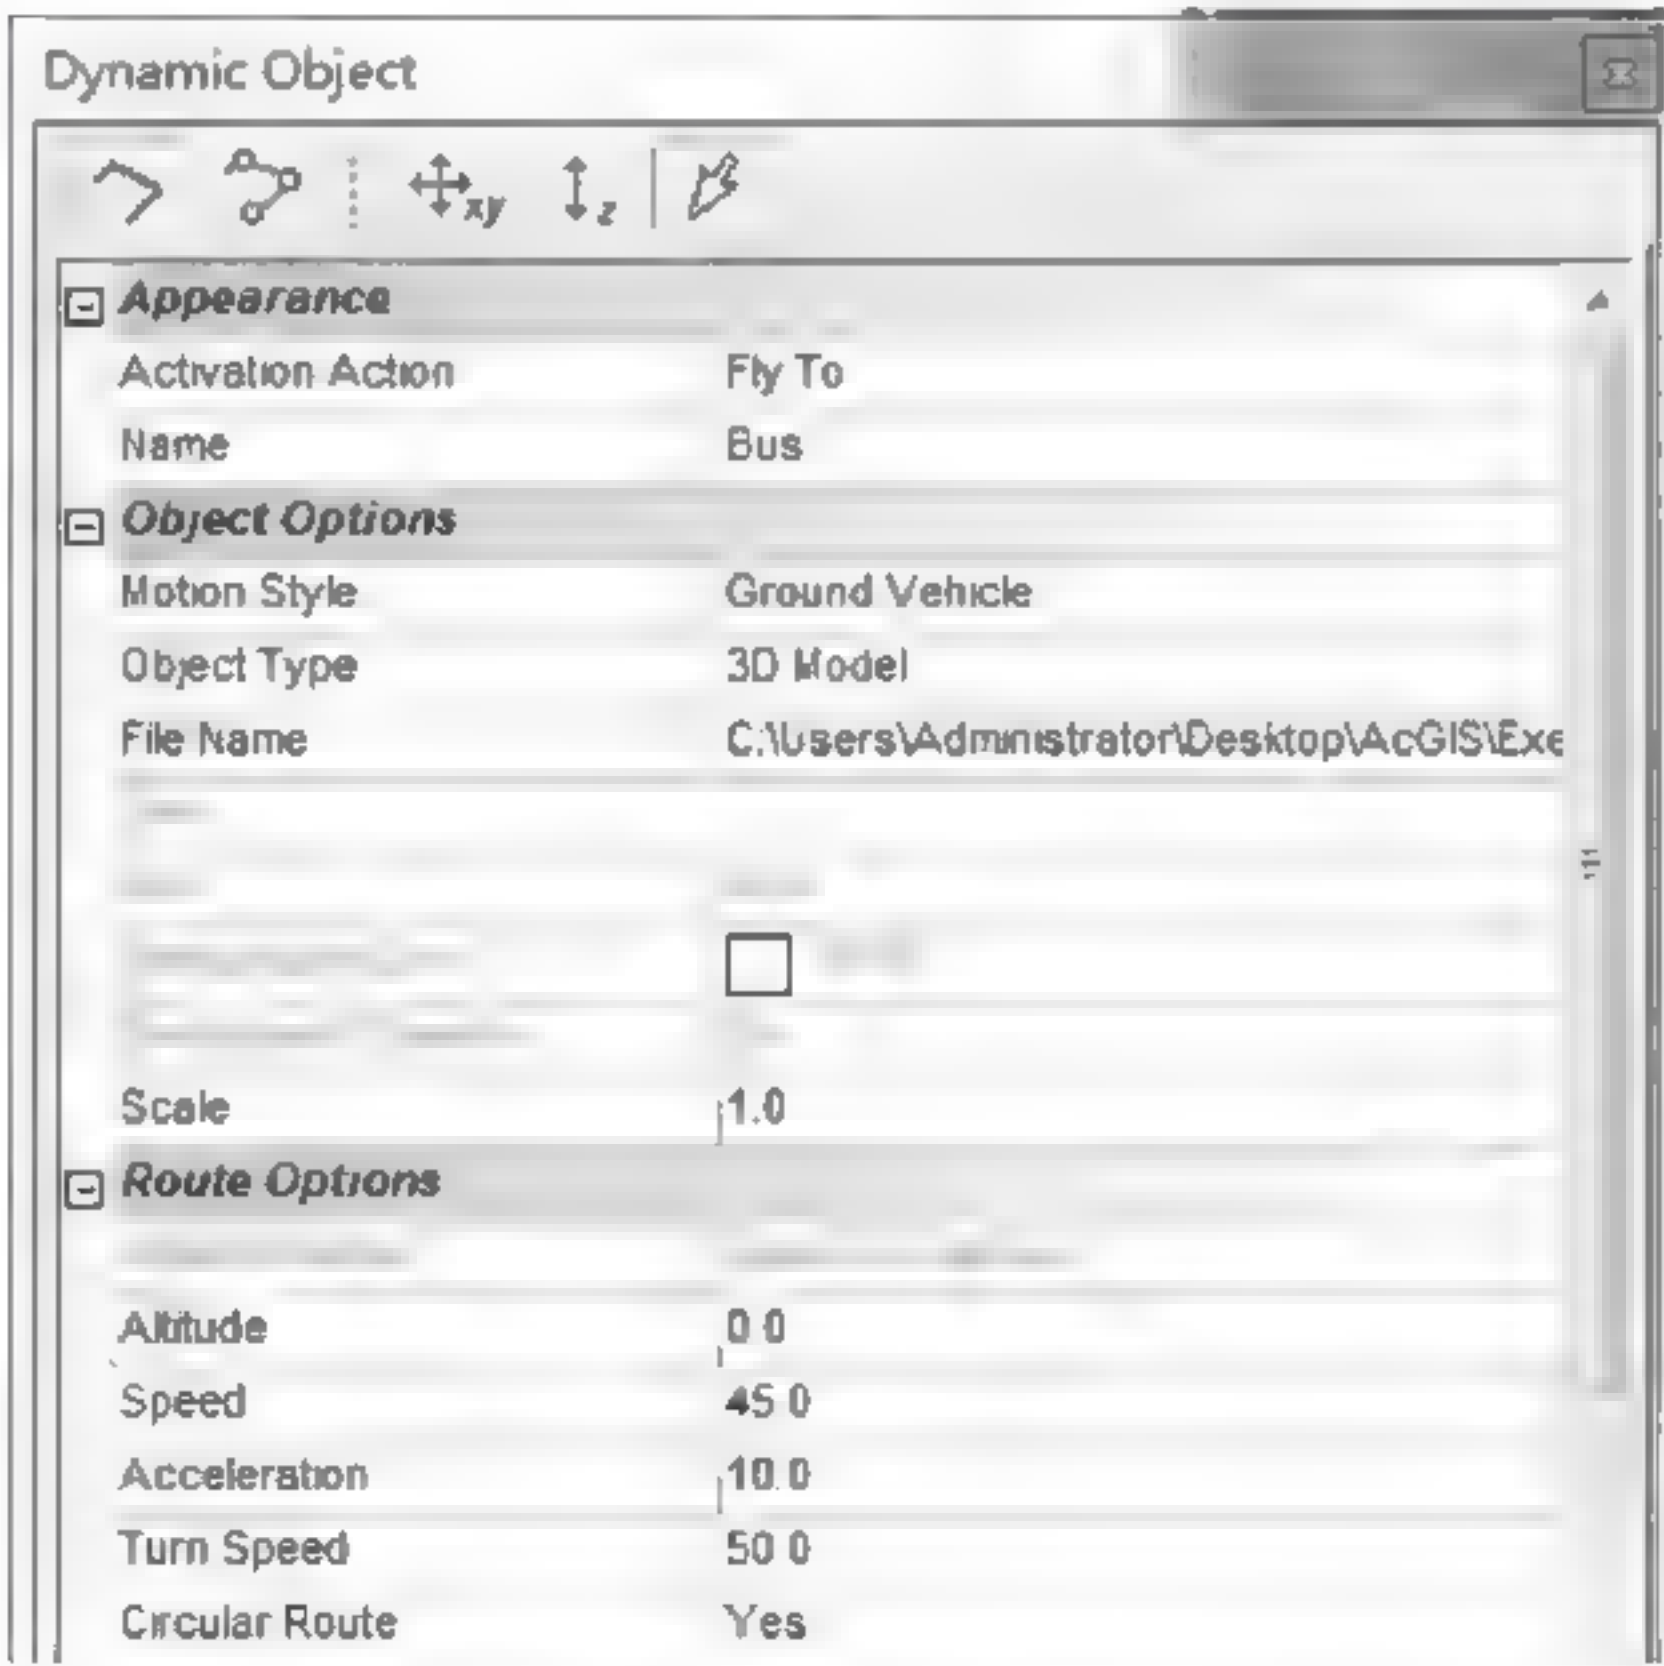 Dynamic Object
xy z
Appearance
Activation Action Fly To
Name Bus
Object Options
Motion Style Ground Vehicle
Object Type 3D Model
File Name C:\Users\Administrator\Desktop\AcGIS\Exe
Scale 1.0
Route Options
Altitude 0.0
Speed 45.0
Acceleration 10.0
Turn Speed 50.0
Circular Route Yes